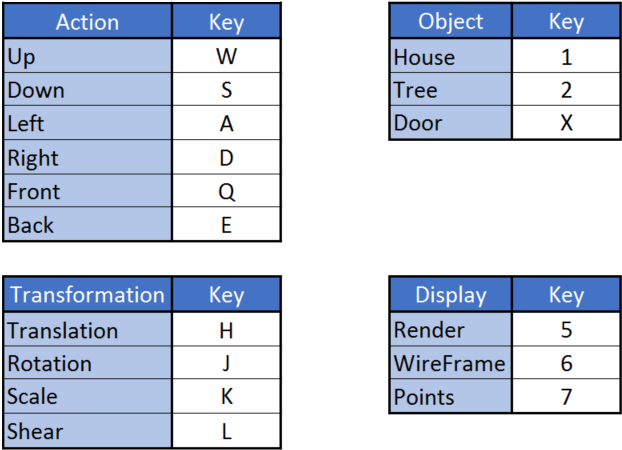 Action Key
Up W
Down S
Left A
Right D
Front Q
Back E
Object Key
House 1
Tree 2
Door X
Transformation Key
Translation H
Rotation J
Scale K
Shear L
Display Key
Render 5
WireFrame 6
Points 7